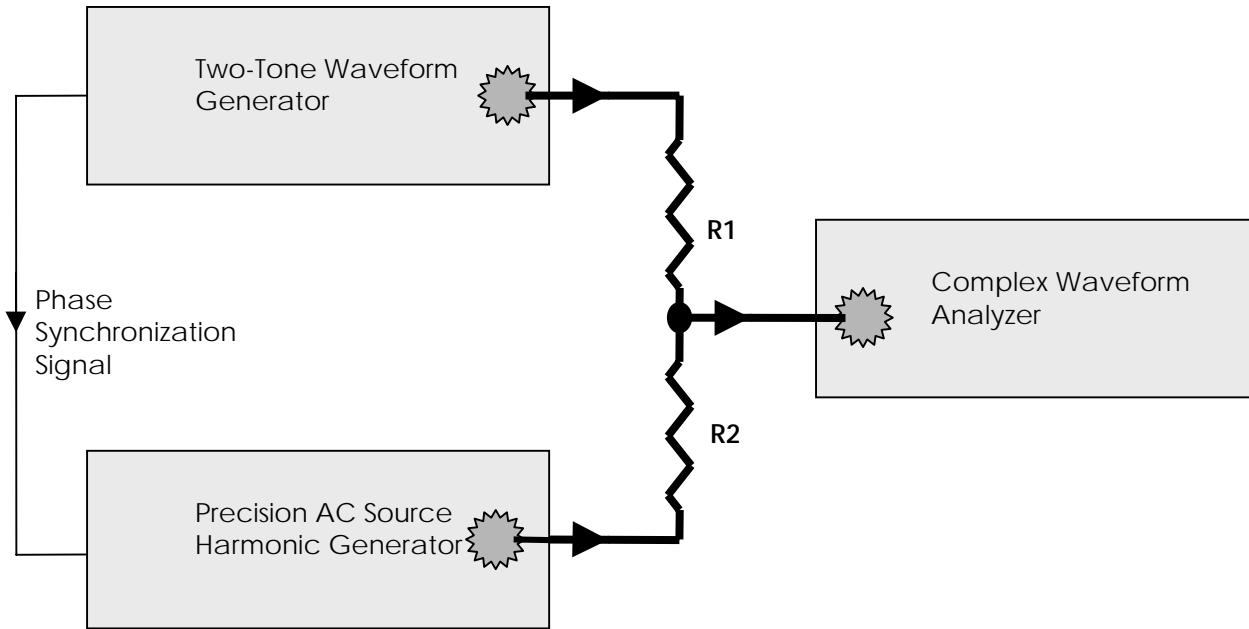 Two-Tone Waveform
Generator
R1
Complex Waveform
Analyzer
Phase
Synchronization
Signal
R2
Precision AC Source
Harmonic Generator